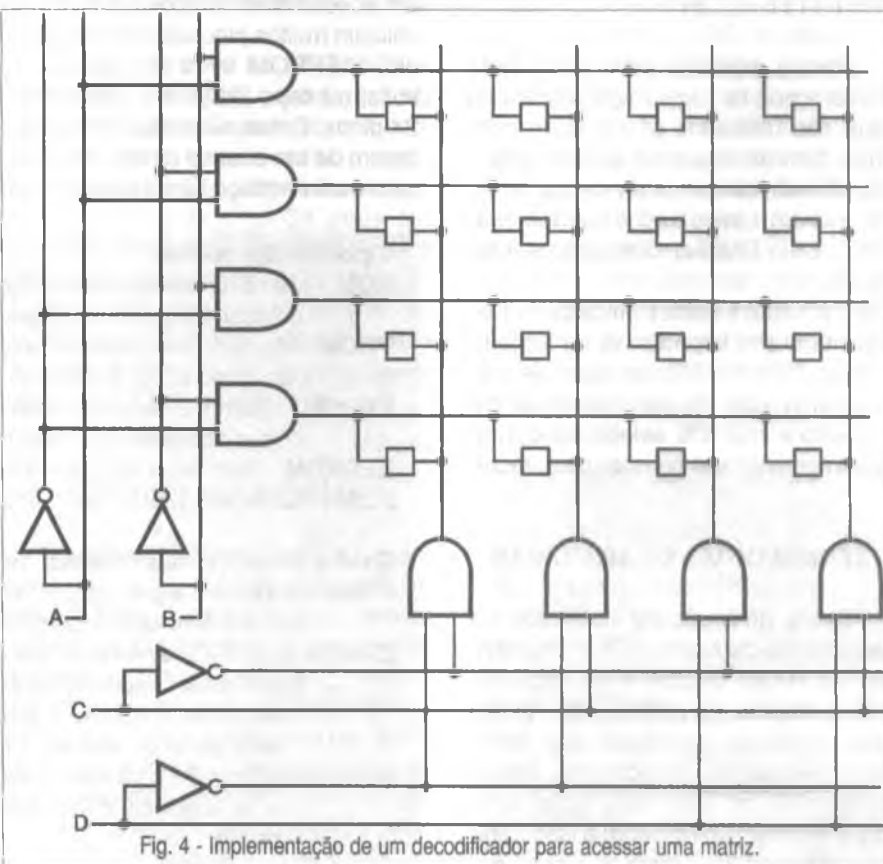 A
B
C
D
Fig. 4 - Implementação de um decodificador para acessar uma matriz.